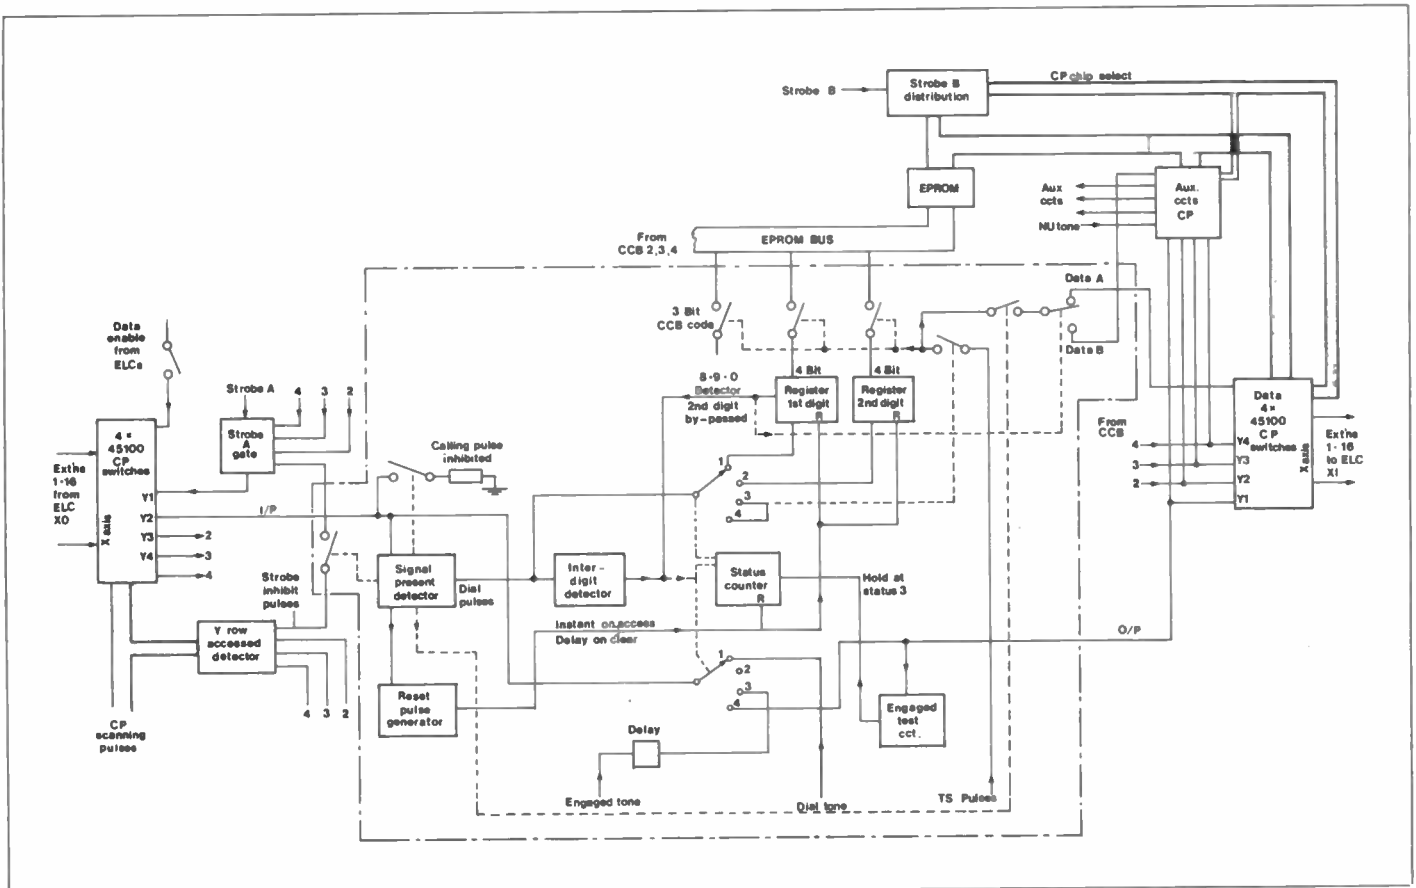 Strobe B
Strobe B
distribution
CP chip select
EPROM
Aux
ccts
NU tone
Aux.
ccts
CP
From
CCB 2,3,4
EPROM BUS
Data A
Data B
3 Bit
CCB code
Data
enable
from
ELCs
Strobe A
4
3
2
Strobe
A
gate
4 ×
45100
CP
switches
Ext'ns
1-16
from
ELC
X0
X axis
Y1
Y2
Y3
Y4
2
3
4
I/P
Calling pulse
inhibited
8-9-0
Detector
2nd digit
by-passed
4 Bit
Register
1st digit
R
4 Bit
Register
2nd digit
R
1
2
3
4
From
CCB
4
3
2
Data
4×
45100
CP
switches
Y4
Y3
Y2
Y1
X axis
Ext'ns
1-16
to ELC
X1
Strobe
inhibit
pulses
Signal
present
detector
Dial
pulses
Inter-
digit
detector
Status
counter
R
Hold at
status 3
Y row
accessed
detector
4
3
2
Instant on access
Delay on clear
O/P
Reset
pulse
generator
1
2
3
4
Engaged
test
cct.
CP
scanning
pulses
Delay
Engaged tone
Dial tone
TS Pulses